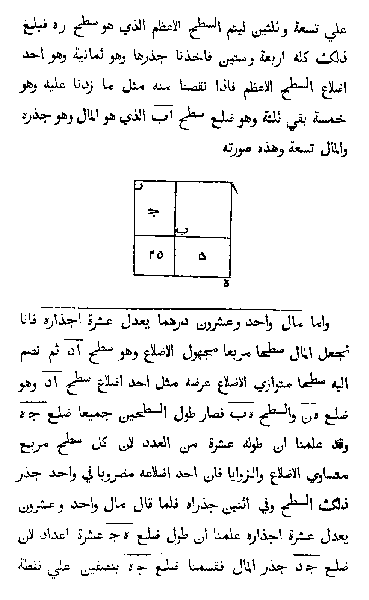 علي تسعة وثلثين ليتم السطح الاعظم الذي هو سطح ره فبلغ
ذلك كله اربعة وستين فاخذنا جذرها وهو ثمانية وهو احد
اضلاع السطح الاعظم فاذا نقصنا منه مثل ما زدنا عليه وهو
خمسة بقي ثلثة وهو ضلع سطح اب الذي هو المال وهو جذره
والمال تسعة وهذه صورته
ج
ب
٢٥
٥
واما مال واحد وعشرون درهما يعدل عشرة اجذاره فانا
نجعل المال سطحا مربعا مجهول الاضلاع وهو سطح اد ثم نضم
اليه سطحا متوازي الاضلاع عرضه مثل احد اضلاع سطح اد وهو
ضلع هن والسطح هب فصار طول السطحين جميعا ضلع جه
وقد علمنا ان طوله عشرة من العدد لان كل سطح مربع
متساوي الاضلاع والزوايا فان احد اضلاعه مضروبا في واحد جذر
ذلك السطح وفي اثنين جذراه فلما قال مال واحد وعشرون
يعدل عشرة اجذاره علمنا ان طول ضلع هج عشرة اعداد لان
ضلع جد جذر المال فقسمنا ضلع جه بنصفين علي نقطة